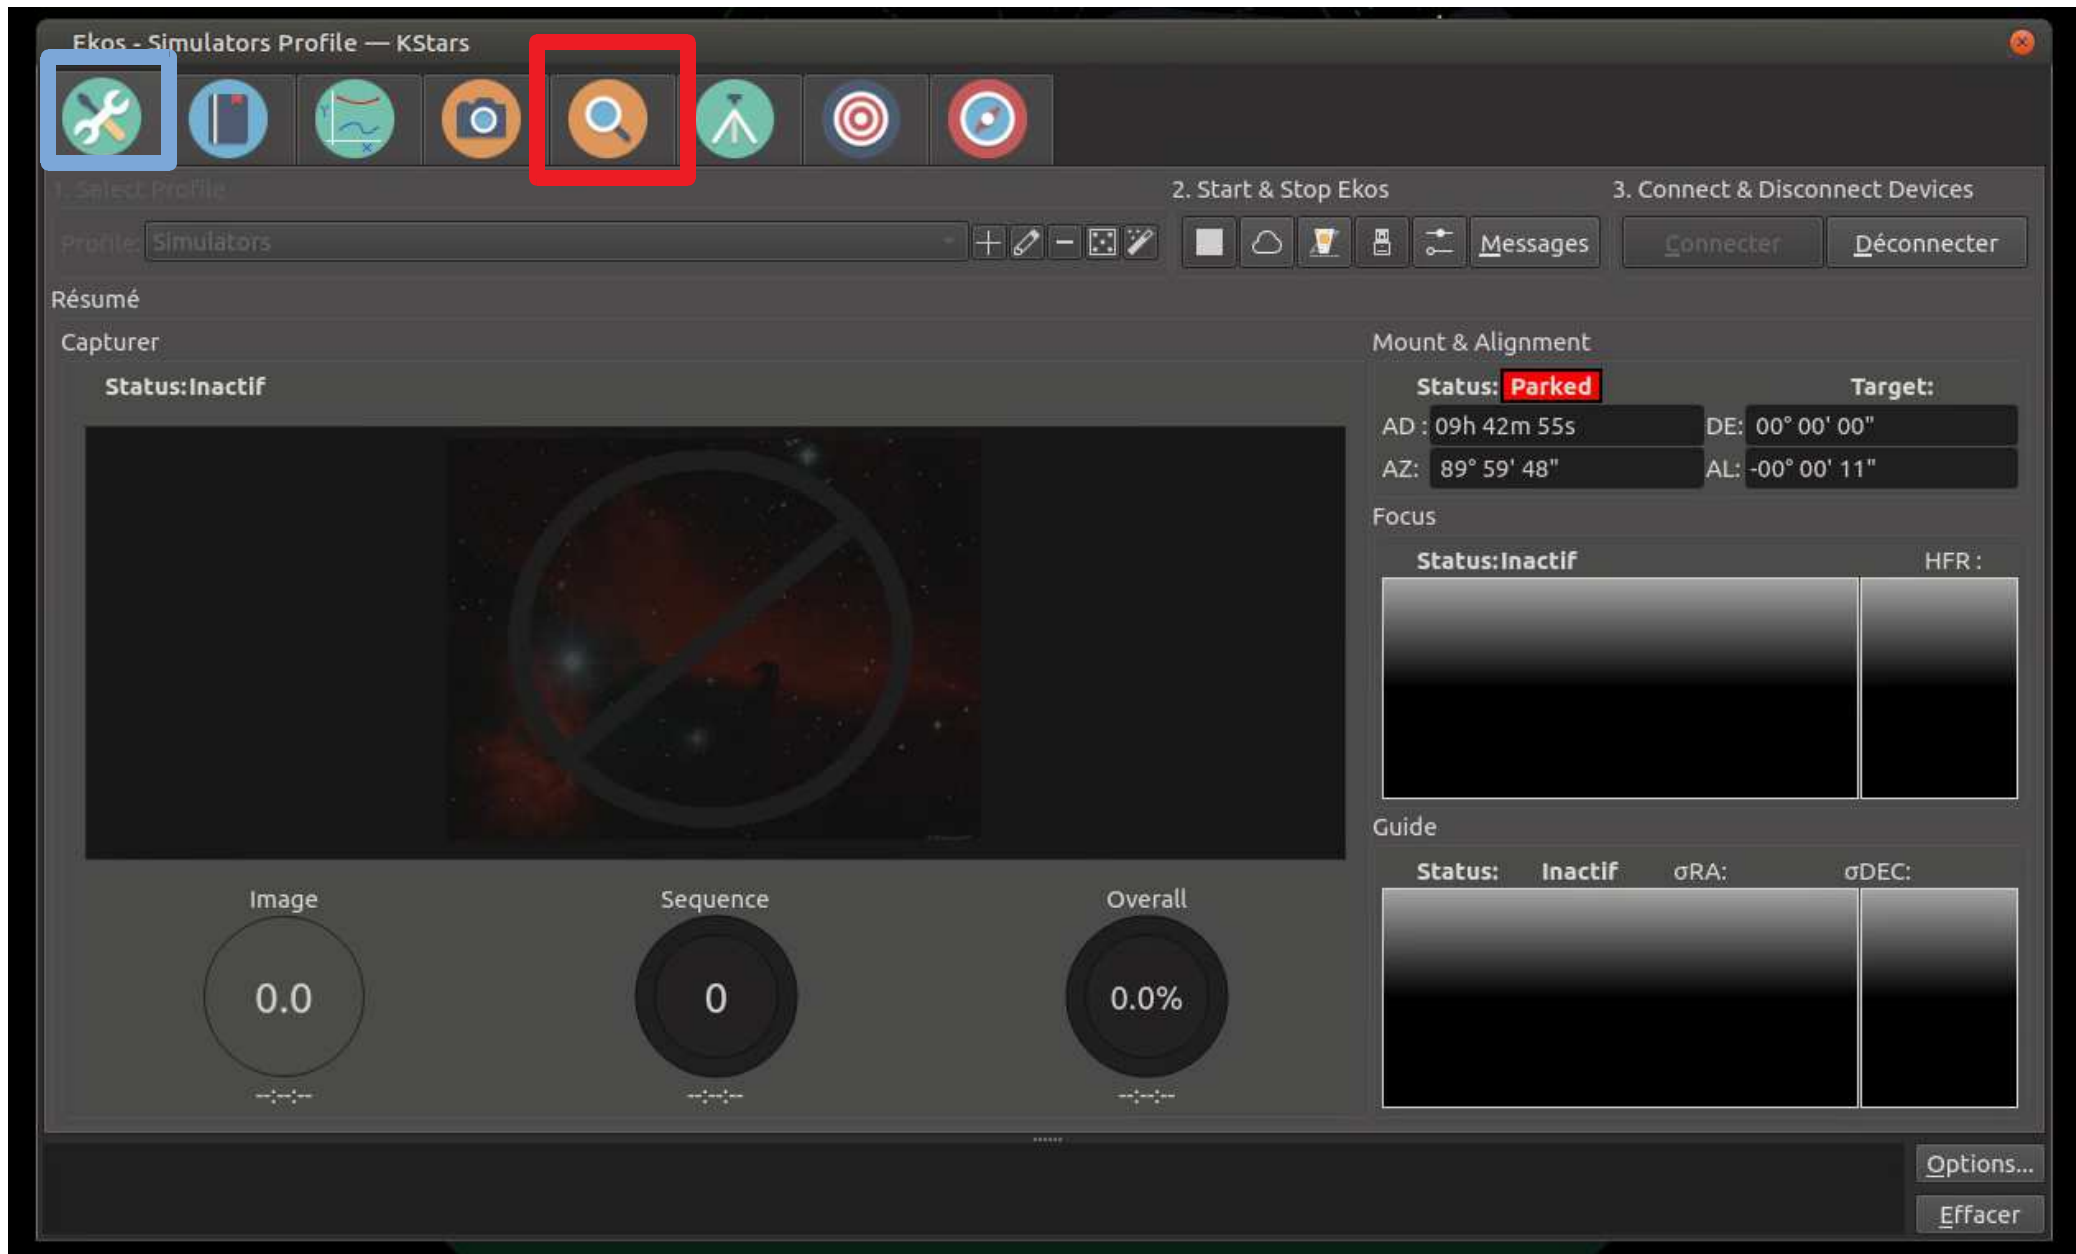 Ekos - Simulators Profile — KStars
1. Select Profile
2. Start & Stop Ekos
3. Connect & Disconnect Devices
Profile: Simulators
Messages
Connecter
Déconnecter
Résumé
Capturer
Mount & Alignment
Status:Inactif
Status: Parked
Target:
AD : 09h 42m 55s
DE: 00° 00' 00"
AZ: 89° 59' 48"
AL: -00° 00' 11"
Focus
Status:Inactif
HFR :
Guide
Status: Inactif
σRA:
σDEC:
Image
Sequence
Overall
0.0
0
0.0%
--:--:--
--:--:--
--:--:--
Options...
Effacer